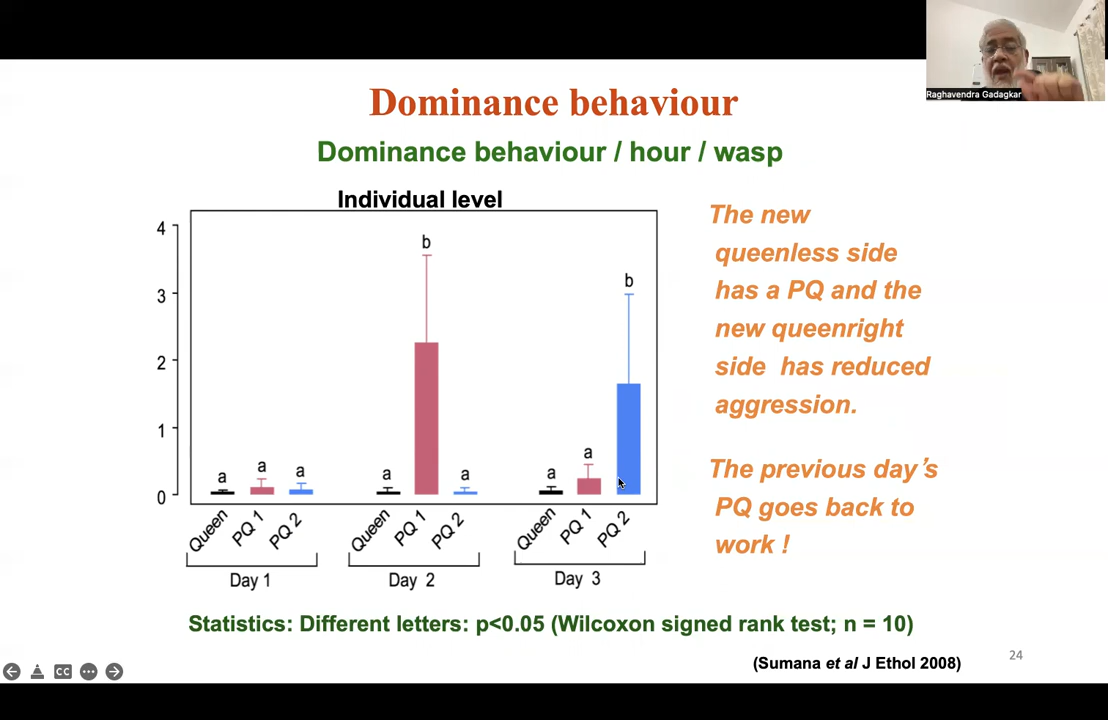 Raghavendra Gadagkar
Dominance behaviour
Dominance behaviour / hour / wasp
Individual level
4
3
2
1
0
a
a
a
a
b
a
a
a
b
Queen
PQ 1
PQ 2
Queen
PQ 1
PQ 2
Queen
PQ 1
PQ 2
Day 1
Day 2
Day 3
The new
queenless side
has a PQ and the
new queenright
side has reduced
aggression.
The previous day’s
PQ goes back to
work !
Statistics: Different letters: p<0.05 (Wilcoxon signed rank test; n = 10)
(Sumana et al J Ethol 2008)
24
CC